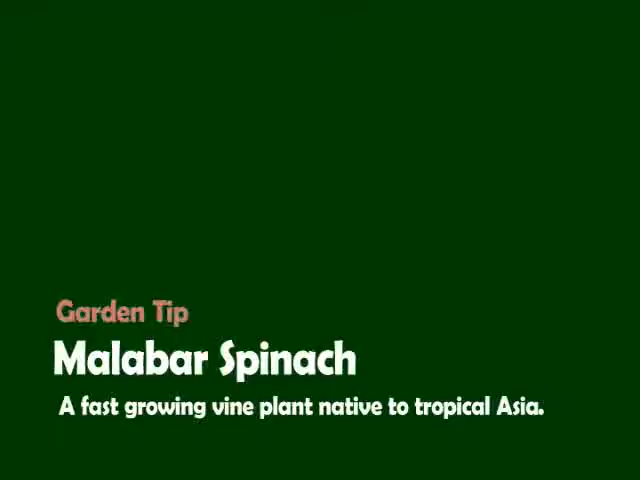 Garden Tip
Malabar Spinach
A fast growing vine plant native to tropical Asia.